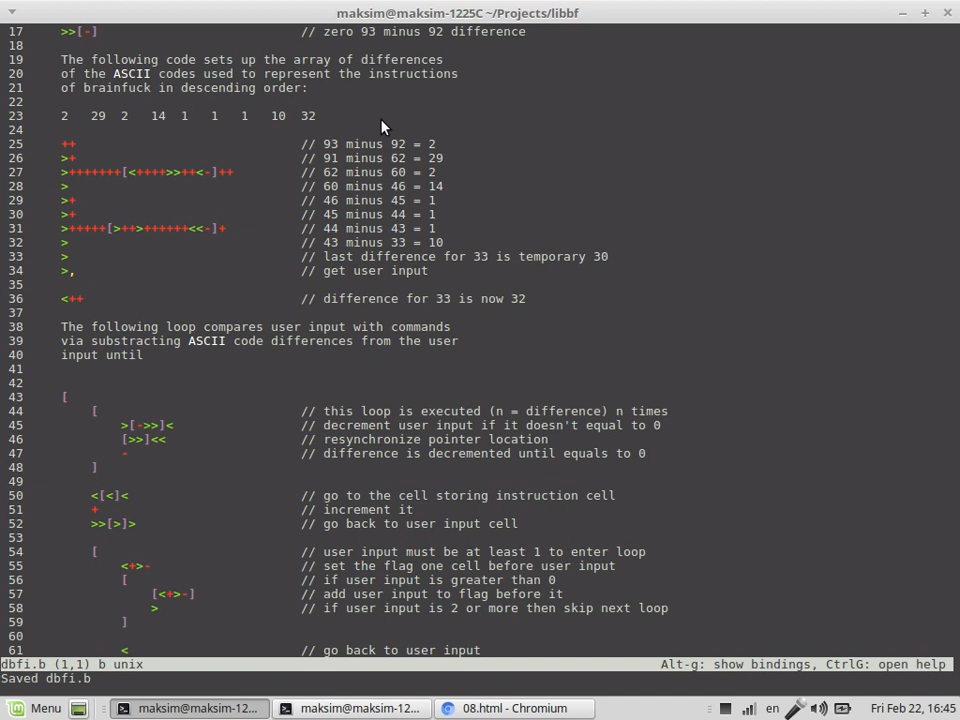 maksim@maksim-1225C ~/Projects/libbf
17 >>[-] // zero 93 minus 92 difference
18
19 The following code sets up the array of differences
20 of the ASCII codes used to represent the instructions
21 of brainfuck in descending order:
22
23 2 29 2 14 1 1 1 10 32
24
25 ++ // 93 minus 92 = 2
26 >+ // 91 minus 62 = 29
27 >+++++++[<++++>>++<-]++ // 62 minus 60 = 2
28 > // 60 minus 46 = 14
29 >+ // 46 minus 45 = 1
30 >+ // 45 minus 44 = 1
31 >+++++[>++>++++++<<-]+ // 44 minus 43 = 1
32 > // 43 minus 33 = 10
33 > // last difference for 33 is temporary 30
34 >, // get user input
35
36 <++ // difference for 33 is now 32
37
38 The following loop compares user input with commands
39 via substracting ASCII code differences from the user
40 input until
41
42
43 [
44 [ // this loop is executed (n = difference) n times
45 >[->>]< // decrement user input if it doesn't equal to 0
46 [>>]<< // resynchronize pointer location
47 - // difference is decremented until equals to 0
48 ]
49
50 <[<]< // go to the cell storing instruction cell
51 + // increment it
52 >>[>]> // go back to user input cell
53
54 [ // user input must be at least 1 to enter loop
55 <+>- // set the flag one cell before user input
56 [ // if user input is greater than 0
57 [<+>-] // add user input to flag before it
58 > // if user input is 2 or more then skip next loop
59 ]
60
61 < // go back to user input
dbfi.b (1,1) b unix Alt-g: show bindings, CtrlG: open help
Saved dbfi.b
Menu maksim@maksim-12... maksim@maksim-12... 08.html - Chromium en Fri Feb 22, 16:45